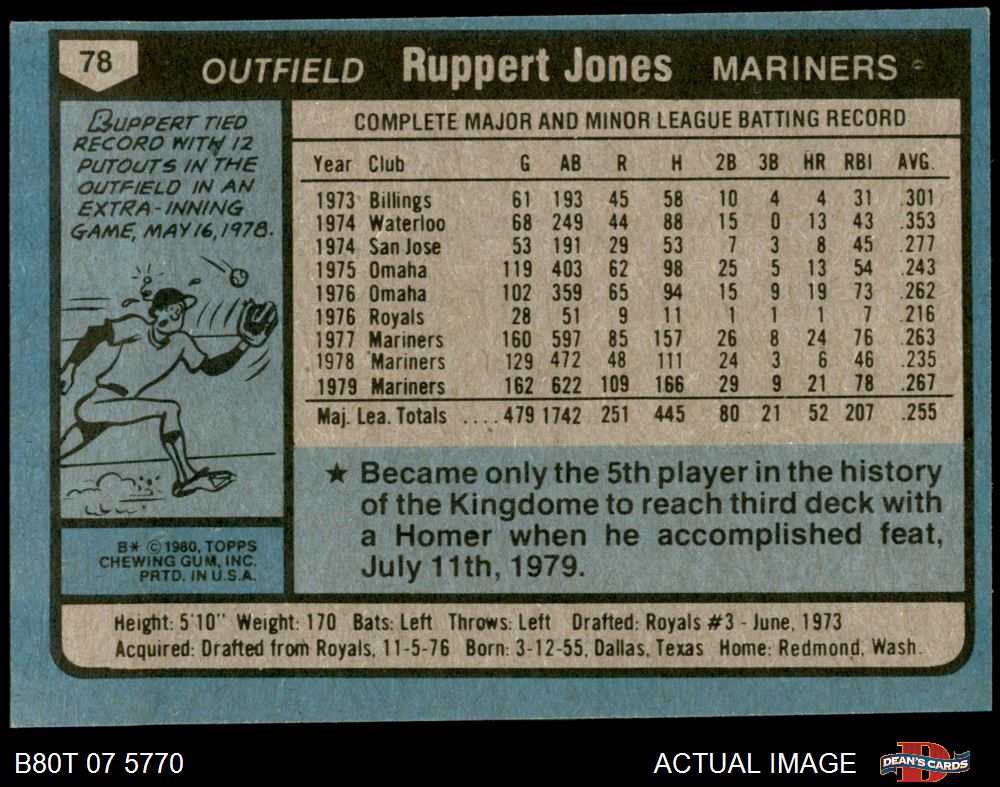 78 OUTFIELD Ruppert Jones MARINERS
RUPPERT TIED
RECORD WITH 12
PUTOUTS IN THE
OUTFIELD IN AN
EXTRA-INNING
GAME, MAY 16, 1978.
COMPLETE MAJOR AND MINOR LEAGUE BATTING RECORD
Year Club G AB R H 2B 3B HR RBI AVG.
1973 Billings 61 193 45 58 10 4 4 31 .301
1974 Waterloo 68 249 44 88 15 0 13 43 .353
1974 San Jose 53 191 29 53 7 3 8 45 .277
1975 Omaha 119 403 62 98 25 5 13 54 .243
1976 Omaha 102 359 65 94 15 9 19 73 .262
1976 Royals 28 51 9 11 1 1 1 7 .216
1977 Mariners 160 597 85 157 26 8 24 76 .263
1978 Mariners 129 472 48 111 24 3 6 46 .235
1979 Mariners 162 622 109 166 29 9 21 78 .267
Maj. Lea. Totals ....479 1742 251 445 80 21 52 207 .255
★ Became only the 5th player in the history
of the Kingdome to reach third deck with
a Homer when he accomplished feat,
July 11th, 1979.
B* © 1980, TOPPS
CHEWING GUM, INC.
PRTD. IN U.S.A.
Height: 5'10" Weight: 170 Bats: Left Throws: Left Drafted: Royals #3 - June, 1973
Acquired: Drafted from Royals, 11-5-76 Born: 3-12-55, Dallas, Texas Home: Redmond, Wash.
B80T 07 5770 ACTUAL IMAGE DEAN'S CARDS